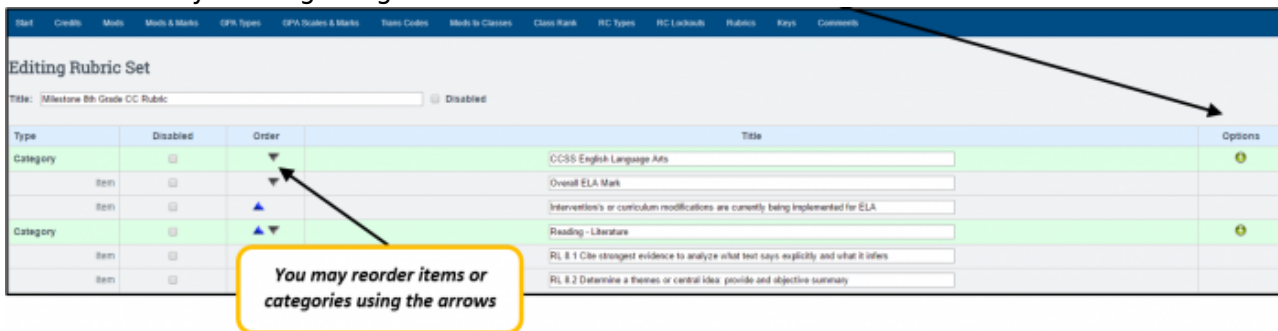 Start Credits Mods Mods & Marks GPA Types GPA Scales & Marks Trans Codes Mods to Classes Class Rank RC Types RC Lockouts Rubrics Keys Comments
Editing Rubric Set
Title: Milestone 8th Grade CC Rubric Disabled
Type Disabled Order Title Options
Category CCSS English Language Arts
Item Overall ELA Mark
Item Intervention's or curriculum modifications are currently being implemented for ELA
Category Reading - Literature
Item RL 8.1 Cite strongest evidence to analyze what text says explicitly and what it infers
Item RL 8.2 Determine a themes or central idea: provide and objective summary
You may reorder items or
categories using the arrows